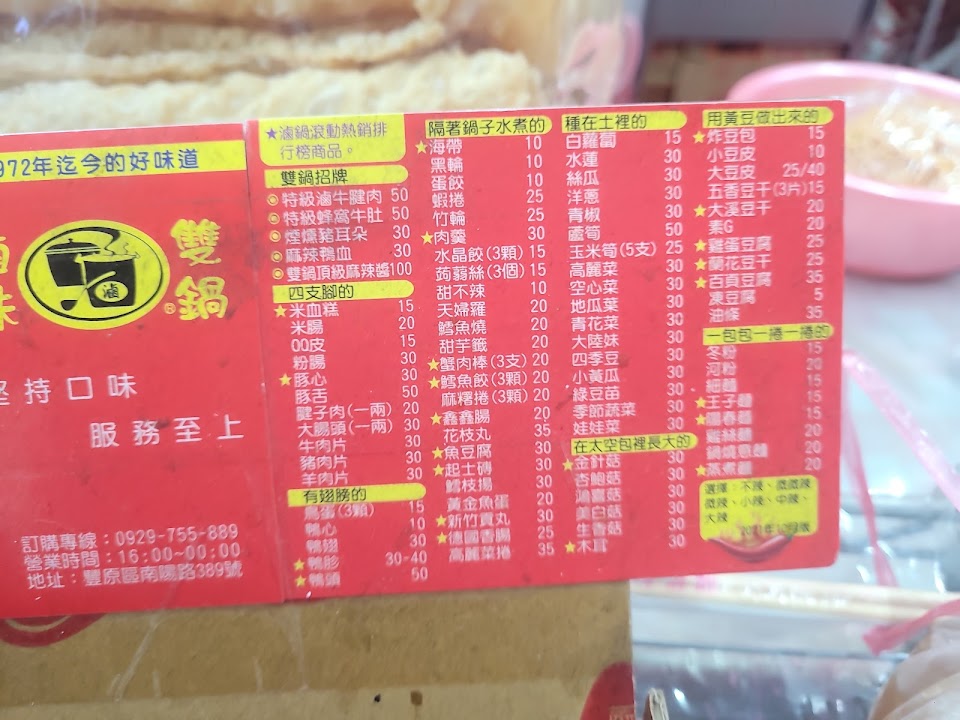 972年迄今的好味道
雙鍋
滷
®
堅持口味
服務至上
訂購專線：0929-755-889
營業時間：16:00~00:00
地址：豐原區南陽路389號
★滷鍋滾動熱銷排
行榜商品。
雙鍋招牌
特級滷牛腱肉 50
特級蜂窩牛肚 50
煙燻豬耳朵 30
麻辣鴨血 30
雙鍋頂級麻辣醬100
四支腳的
★米血糕 15
米腸 20
OO皮 15
粉腸 30
★豚心 30
豚舌 50
腱子肉(一兩) 20
大腸頭(一兩) 30
牛肉片 30
豬肉片 30
羊肉片 30
有翅膀的
鳥蛋(3顆) 15
鴨心 10
鴨翅 30
★鴨胗 30-40
★鴨頭 50
隔著鍋子水煮的
★海帶 10
黑輪 10
蛋餃 10
蝦捲 25
竹輪 25
★肉羹 30
水晶餃(3顆) 15
蒟蒻絲(3個) 15
甜不辣 10
天婦羅 20
鱈魚燒 20
甜芋籤 20
★蟹肉棒(3支) 20
★鱈魚餃(3顆) 20
麻糬捲(3顆) 20
★鑫鑫腸 20
花枝丸 35
★魚豆腐 30
★起士磚 30
鱈枝揚 30
黃金魚蛋 20
★新竹貢丸 30
★德國香腸 30
高麗菜捲 35
種在土裡的
白蘿蔔 15
水蓮 30
絲瓜 30
洋蔥 30
青椒 30
蘆筍 50
玉米筍(5支) 25
高麗菜 30
空心菜 30
地瓜葉 30
青花菜 30
大陸妹 30
四季豆 30
小黃瓜 30
綠豆苗 30
季節蔬菜 30
娃娃菜 30
在太空包裡長大的
★金針菇 30
杏鮑菇 30
鴻喜菇 30
美白菇 30
生香菇 30
★木耳 30
用黃豆做出來的
★炸豆包 15
小豆皮 10
大豆皮 25/40
五香豆干(3片)15
★大溪豆干 20
素G 20
★雞蛋豆腐 25
★蘭花豆干 25
★百頁豆腐 35
凍豆腐 5
油條 35
一包包一捲一捲的
冬粉 15
河粉 20
細麵 15
★王子麵 15
★烏春麵 20
雞絲麵 20
鍋燒意麵 20
★蒸煮麵 20
選擇：不辣、微微辣
微辣、小辣、中辣、
大辣